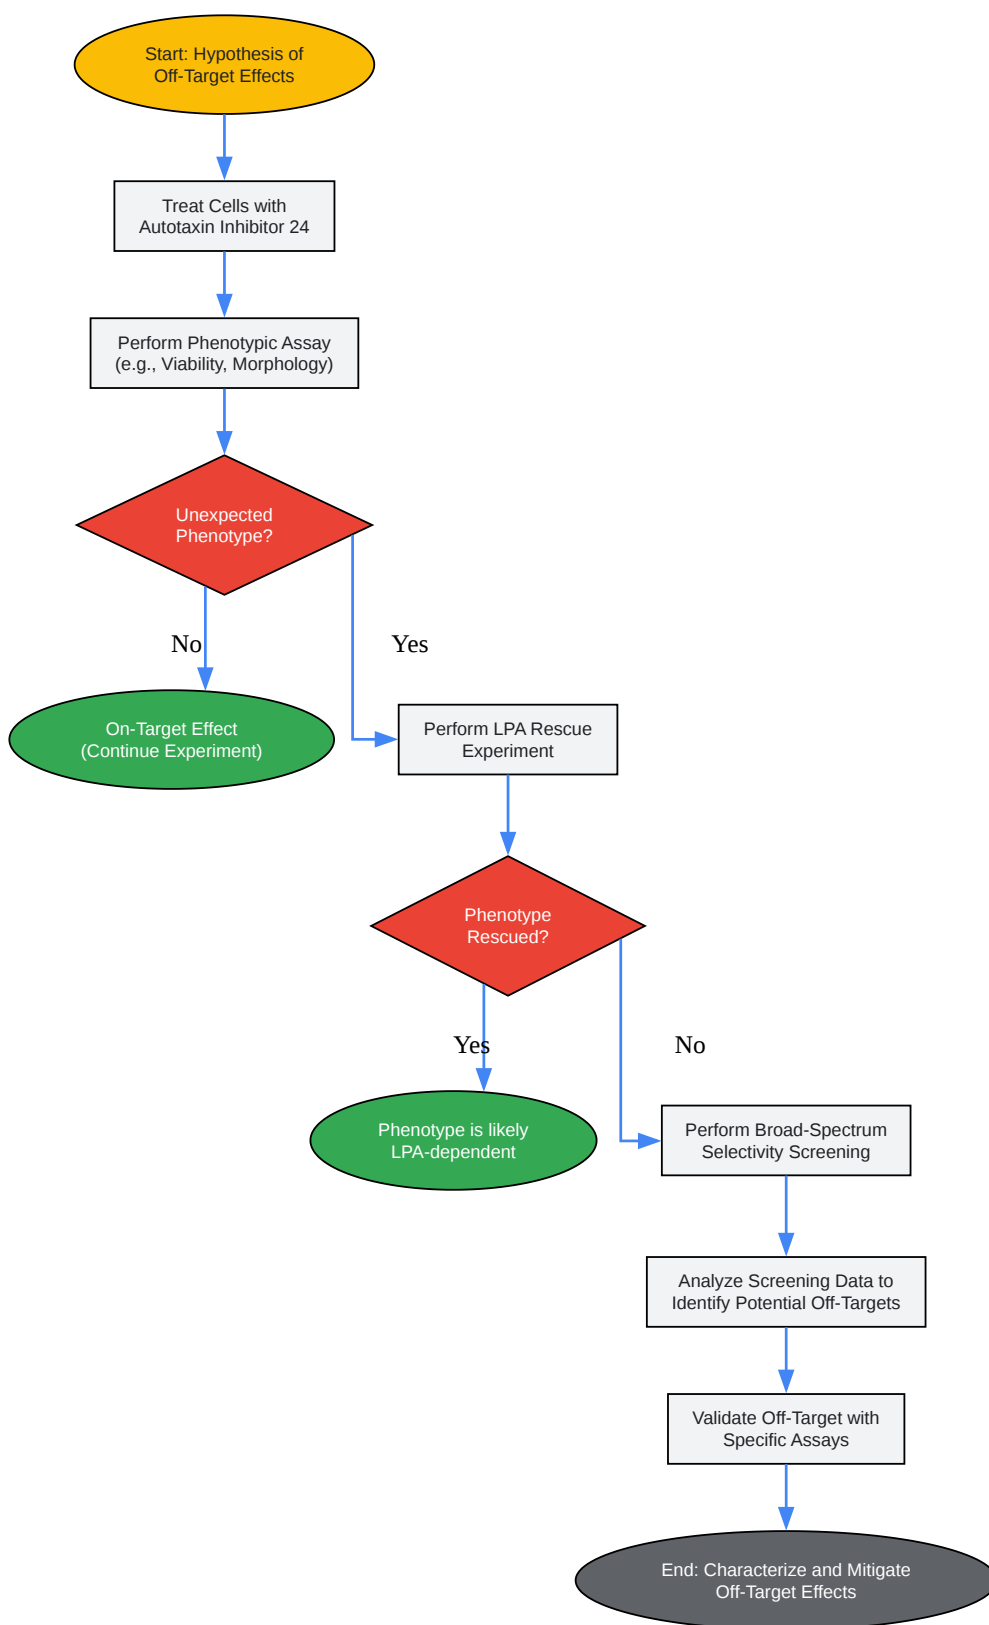 Start: Hypothesis of
Off-Target Effects
Treat Cells with
Autotaxin Inhibitor 24
Perform Phenotypic Assay
(e.g., Viability, Morphology)
Unexpected
Phenotype?
No
Yes
On-Target Effect
(Continue Experiment)
Perform LPA Rescue
Experiment
Phenotype
Rescued?
Yes
No
Phenotype is likely
LPA-dependent
Perform Broad-Spectrum
Selectivity Screening
Analyze Screening Data to
Identify Potential Off-Targets
Validate Off-Target with
Specific Assays
End: Characterize and Mitigate
Off-Target Effects